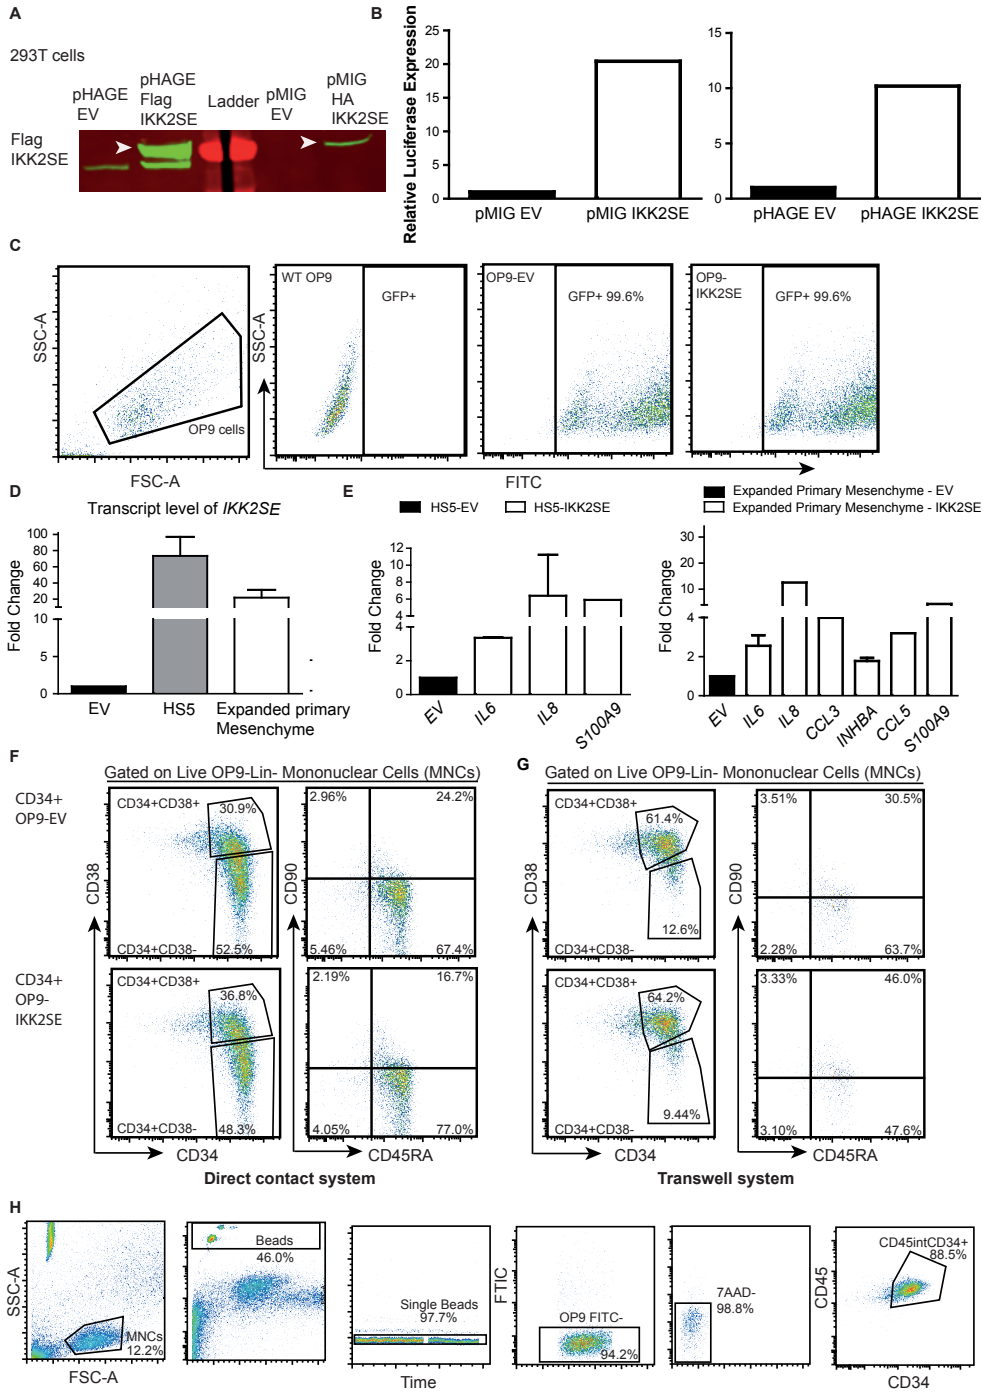 A
293T cells
pHAGE EV
pHAGE Flag IKK2SE
Ladder
pMIG EV
pMIG HA IKK2SE
Flag IKK2SE
B
Relative Luciferase Expression
25
20
15
10
5
0
pMIG EV
pMIG IKK2SE
15
10
5
0
pHAGE EV
pHAGE IKK2SE
C
SSC-A
OP9 cells
FSC-A
SSC-A
WT OP9
GFP+
OP9-EV
GFP+ 99.6%
OP9-IKK2SE
GFP+ 99.6%
FITC
D
Transcript level of IKK2SE
Fold Change
100
80
60
40
20
10
5
0
EV
HS5
Expanded primary Mesenchyme
E
HS5-EV
HS5-IKK2SE
Fold Change
12
10
8
6
4
4
2
0
EV
IL6
IL8
S100A9
Expanded Primary Mesenchyme - EV
Expanded Primary Mesenchyme - IKK2SE
Fold Change
30
20
10
4
2
0
EV
IL6
IL8
CCL3
INHBA
CCL5
S100A9
F
Gated on Live OP9-Lin- Mononuclear Cells (MNCs)
CD34+ OP9-EV
CD38
CD34+CD38+
30.9%
CD34+CD38-
52.5%
CD90
2.96%
24.2%
5.46%
67.4%
CD34+ OP9-IKK2SE
CD34+CD38+
36.8%
CD34+CD38-
48.3%
2.19%
16.7%
4.05%
77.0%
CD34
CD45RA
Direct contact system
G
Gated on Live OP9-Lin- Mononuclear Cells (MNCs)
CD38
CD34+CD38+
61.4%
12.6%
CD34+CD38-
CD90
3.51%
30.5%
2.28%
63.7%
CD34+CD38+
64.2%
9.44%
CD34+CD38-
3.33%
46.0%
3.10%
47.6%
CD34
CD45RA
Transwell system
H
SSC-A
MNCs
12.2%
FSC-A
Beads
46.0%
Single Beads
97.7%
Time
FTIC
OP9 FITC-
94.2%
7AAD-
98.8%
CD45
CD45intCD34+
88.5%
CD34